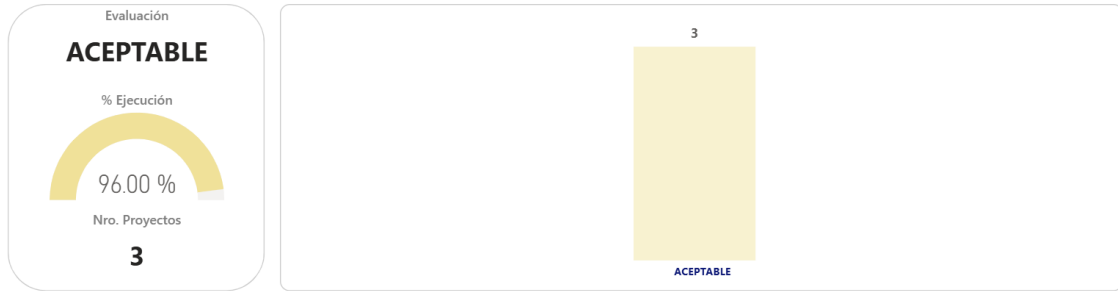 Evaluación
ACEPTABLE
% Ejecución
96.00 %
Nro. Proyectos
3
3
ACEPTABLE